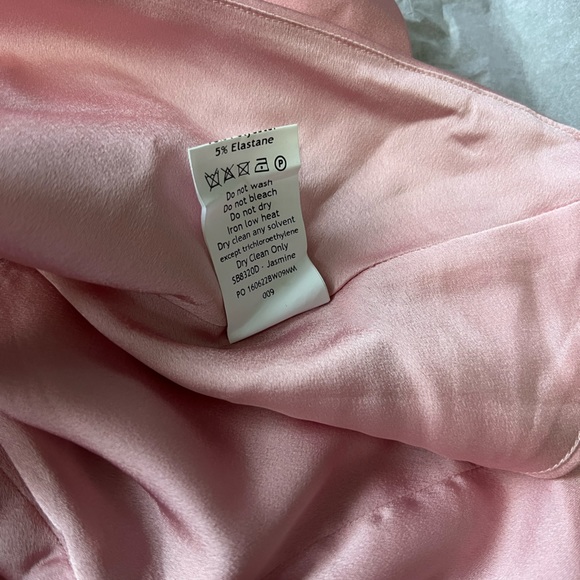 5% Elastane
Do not wash
Do not bleach
Do not dry
Iron low heat
Dry clean any solvent
except trichloroethylene
Dry Clean Only
SB8320D - Jasmine
PO 160622BW09MM
009